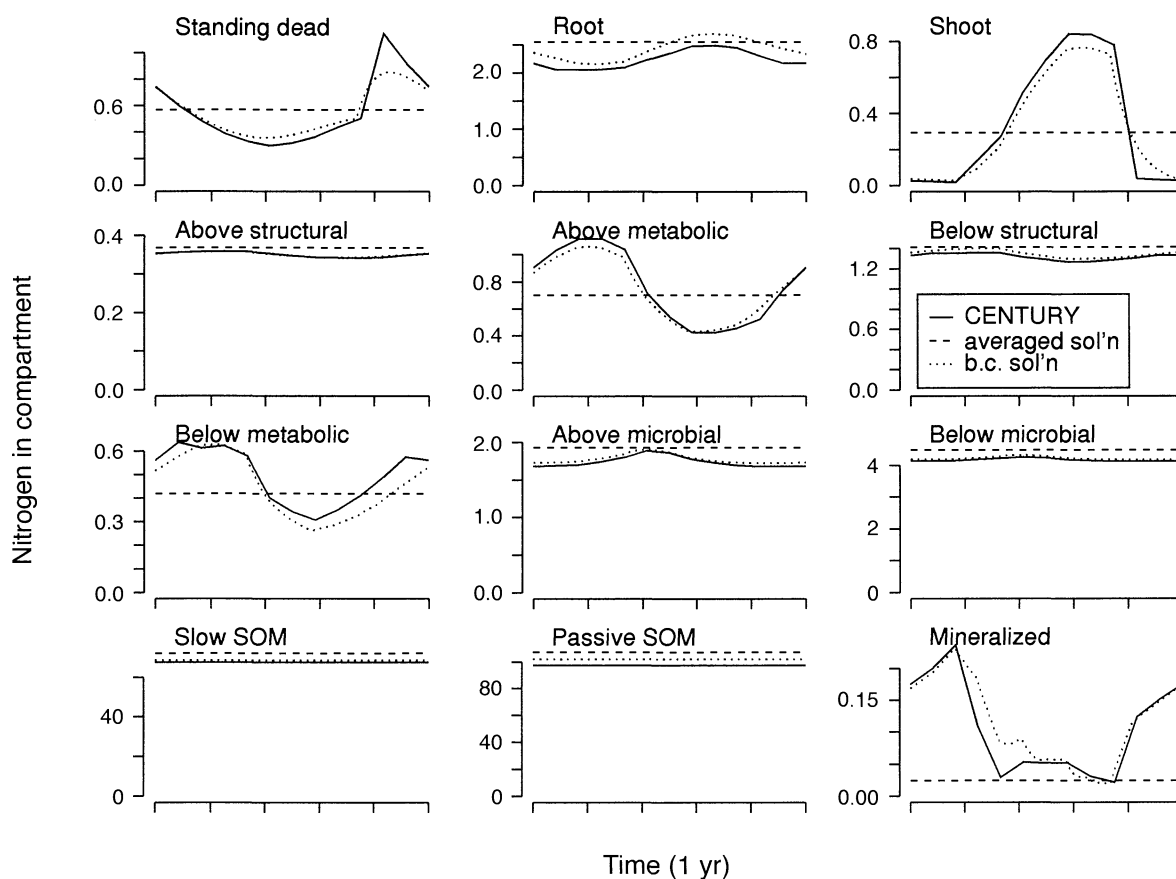 Standing dead
0.6
0.0
Root
2.0
1.0
0.0
Shoot
0.8
0.4
0.0
Above structural
0.4
0.2
0.0
Above metabolic
0.8
0.4
0.0
Below structural
1.2
0.6
0.0
CENTURY
averaged sol'n
b.c. sol'n
Below metabolic
0.6
0.3
0.0
Above microbial
2.0
1.0
0.0
Below microbial
4
2
0
Slow SOM
40
0
Passive SOM
80
40
0
Mineralized
0.15
0.00
Nitrogen in compartment
Time (1 yr)